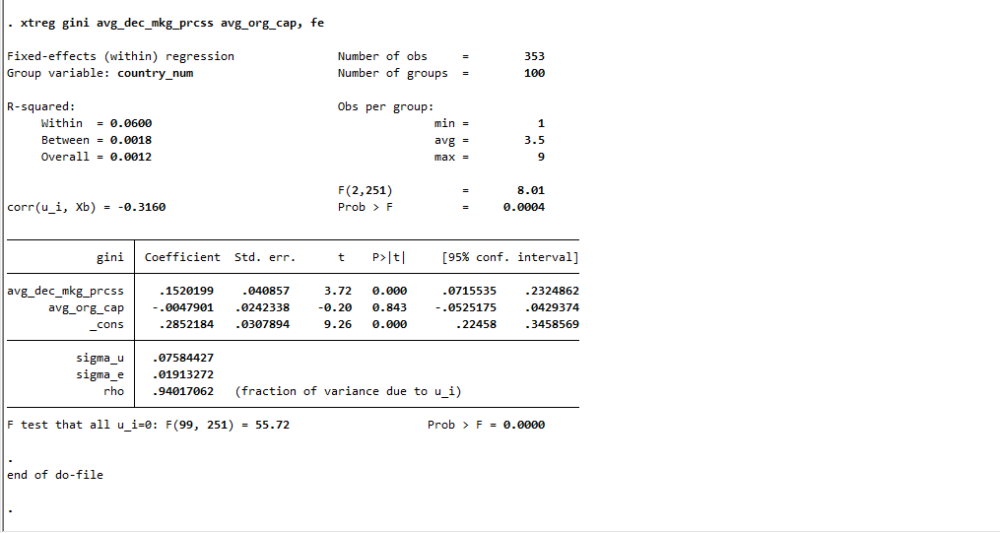 . xtreg gini avg_dec_mkg_prcss avg_org_cap, fe
Fixed-effects (within) regression Number of obs = 353
Group variable: country_num Number of groups = 100
R-squared: Obs per group:
Within = 0.0600 min = 1
Between = 0.0018 avg = 3.5
Overall = 0.0012 max = 9
F(2,251) = 8.01
corr(u_i, Xb) = -0.3160 Prob > F = 0.0004
gini Coefficient Std. err. t P>|t| [95% conf. interval]
avg_dec_mkg_prcss .1520199 .040857 3.72 0.000 .0715535 .2324862
avg_org_cap -.0047901 .0242338 -0.20 0.843 -.0525175 .0429374
_cons .2852184 .0307894 9.26 0.000 .22458 .3458569
sigma_u .07584427
sigma_e .01913272
rho .94017062 (fraction of variance due to u_i)
F test that all u_i=0: F(99, 251) = 55.72 Prob > F = 0.0000
.
end of do-file
.